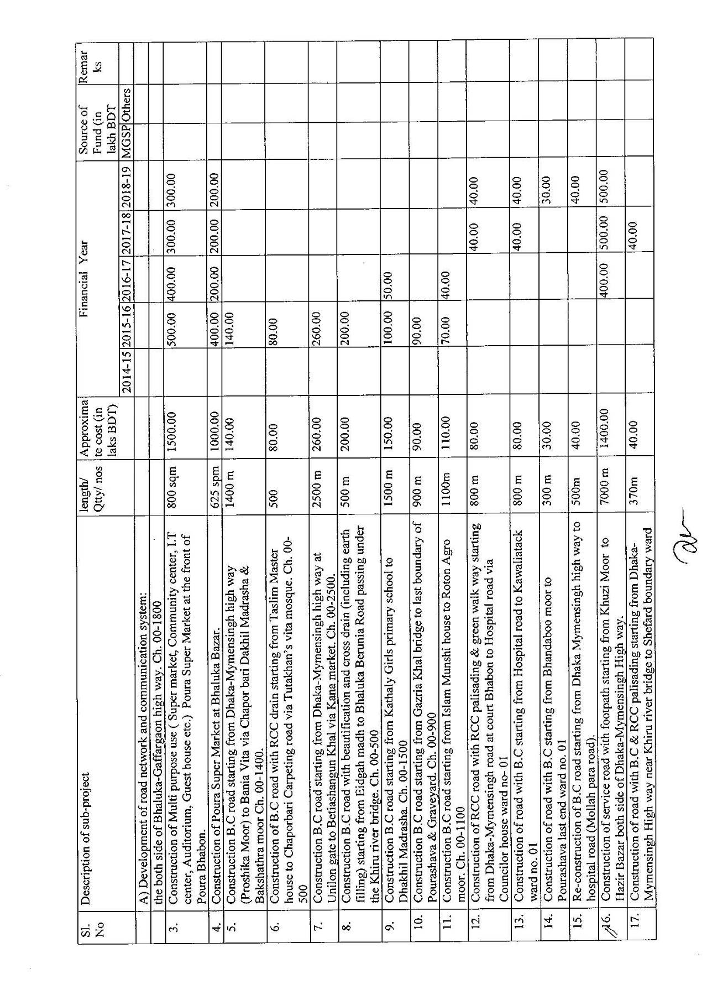 Sl. No | Description of sub-project | length/ Qtty/ nos | Approxima te cost (in laks BDT) | Financial Year | Source of Fund (in lakh BDT | Remar ks
2014-15 | 2015-16 | 2016-17 | 2017-18 | 2018-19 | MGSP | Others
A) Development of road network and communication system:
the both side of Bhaluka-Gaffargaon high way. Ch. 00-1800
3. | Construction of Multi purpose use ( Super market, Community center, I.T | 800 sqm | 1500.00 | 500.00 | 400.00 | 300.00 | 300.00
center, Auditorium, Guest house etc.) Poura Super Market at the front of
Poura Bhabon.
4. | Construction of Poura Super Market at Bhaluka Bazar. | 625 spm | 1000.00 | 400.00 | 200.00 | 200.00 | 200.00
5. | Construction B.C road starting from Dhaka-Mymensingh high way | 1400 m | 140.00 | 140.00
(Proshika Moor) to Bania Vita via Chapor bari Dakhil Madrasha &
Bakshathra moor Ch. 00-1400.
6. | Construction of B.C road with RCC drain starting from Taslim Master | 500 | 80.00 | 80.00
house to Chaporbari Carpeting road via Tutakhan's vita mosque. Ch. 00-
500
7. | Construction B.C road starting from Dhaka-Mymensingh high way at | 2500 m | 260.00 | 260.00
Unilon gate to Betiashangun Khal via Kana market. Ch. 00-2500.
8. | Construction B.C road with beautification and cross drain (including earth | 500 m | 200.00 | 200.00
filling) starting from Eidgah madh to Bhaluka Berunia Road passing under
the Khiru river bridge. Ch. 00-500
9. | Construction B.C road starting from Kathaly Girls primary school to | 1500 m | 150.00 | 100.00 | 50.00
Dhakhil Madrasha. Ch. 00-1500
10. | Construction B.C road starting from Gazria Khal bridge to last boundary of | 900 m | 90.00 | 90.00
Pourashava & Graveyard. Ch. 00-900
11. | Construction B.C road starting from Islam Munshi house to Roton Agro | 1100m | 110.00 | 70.00 | 40.00
moor. Ch. 00-1100
12. | Construction of RCC road with RCC palisading & green walk way starting | 800 m | 80.00 | 40.00 | 40.00
from Dhaka-Mymensingh road at court Bhabon to Hospital road via
Councilor house ward no- 01
13. | Construction of road with B.C starting from Hospital road to Kawaliatack | 800 m | 80.00 | 40.00 | 40.00
ward no. 01
14. | Construction of road with B.C starting from Bhandaboo moor to | 300 m | 30.00 | 30.00
Pourashava last end ward no. 01
15. | Re-construction of B.C road starting from Dhaka Mymensingh high way to | 500m | 40.00 | 40.00
hospital road (Mollah para road).
16. | Construction of service road with footpath starting from Khuzi Moor to | 7000 m | 1400.00 | 400.00 | 500.00 | 500.00
Hazir Bazar both side of Dhaka-Mymensingh High way.
17. | Construction of road with B.C & RCC palisading starting from Dhaka- | 370m | 40.00 | 40.00
Mymensingh High way near Khiru river bridge to Shefard boundary ward